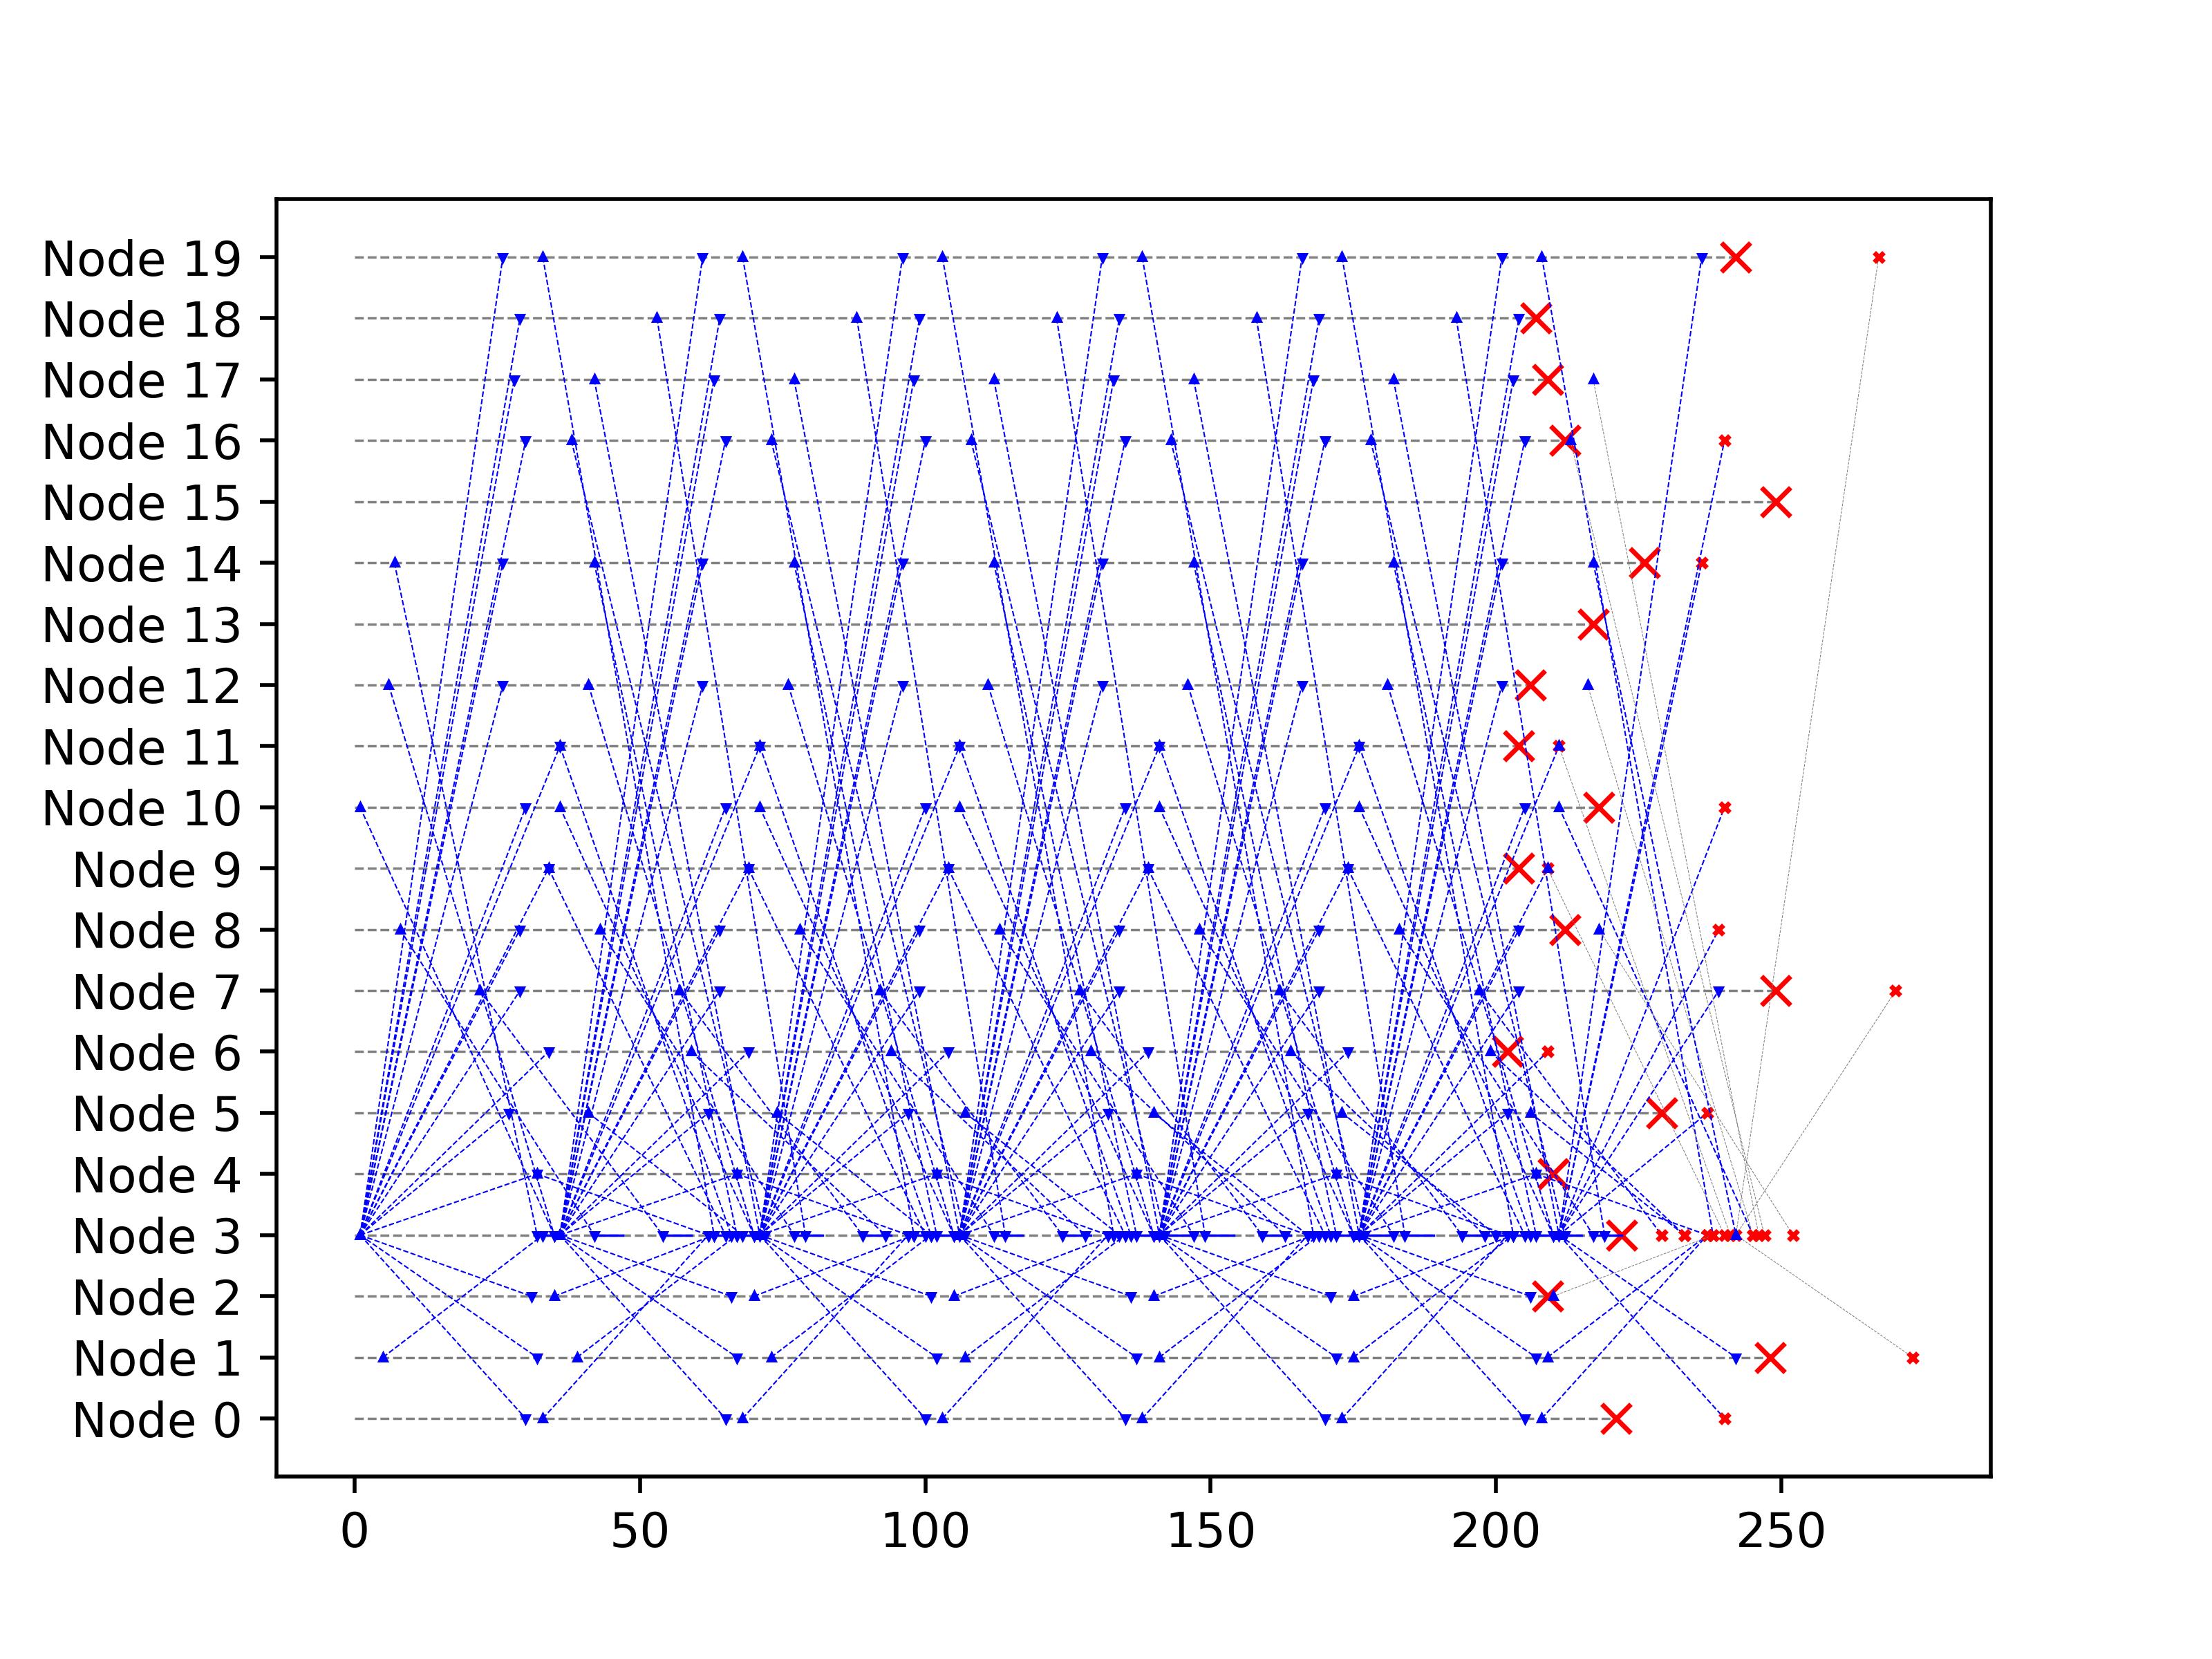 Node 19
Node 18
Node 17
Node 16
Node 15
Node 14
Node 13
Node 12
Node 11
Node 10
Node 9
Node 8
Node 7
Node 6
Node 5
Node 4
Node 3
Node 2
Node 1
Node 0
0 50 100 150 200 250